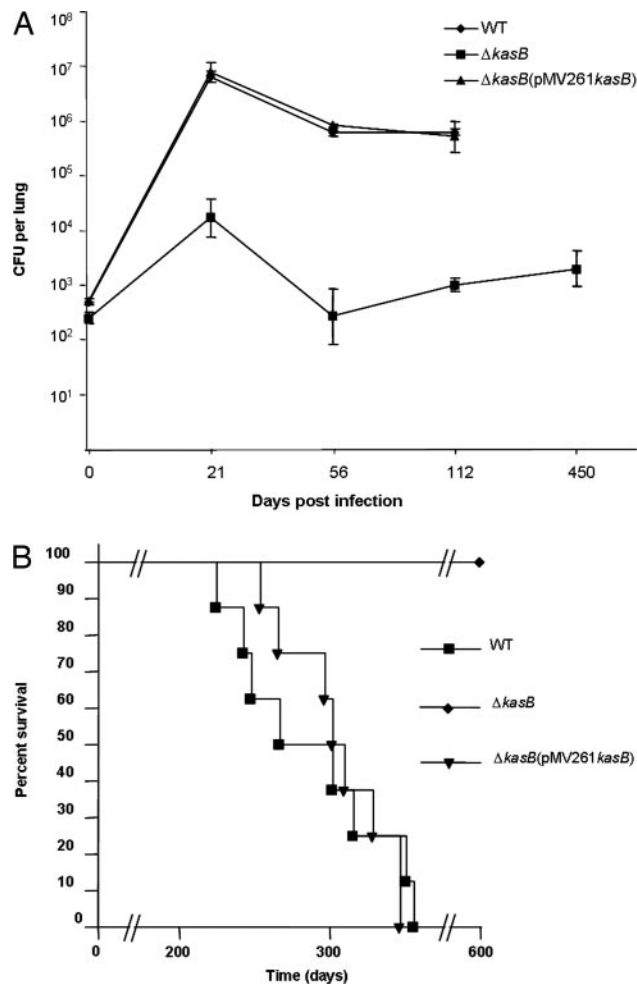 A
10⁸
10⁷
10⁶
10⁵
10⁴
10³
10²
10¹
CFU per lung
0 21 56 112 450
Days post infection
WT
ΔkasB
ΔkasB(pMV261kasB)
B
100
90
80
70
60
50
40
30
20
10
0
Percent survival
0 200 300 600
Time (days)
WT
ΔkasB
ΔkasB(pMV261kasB)